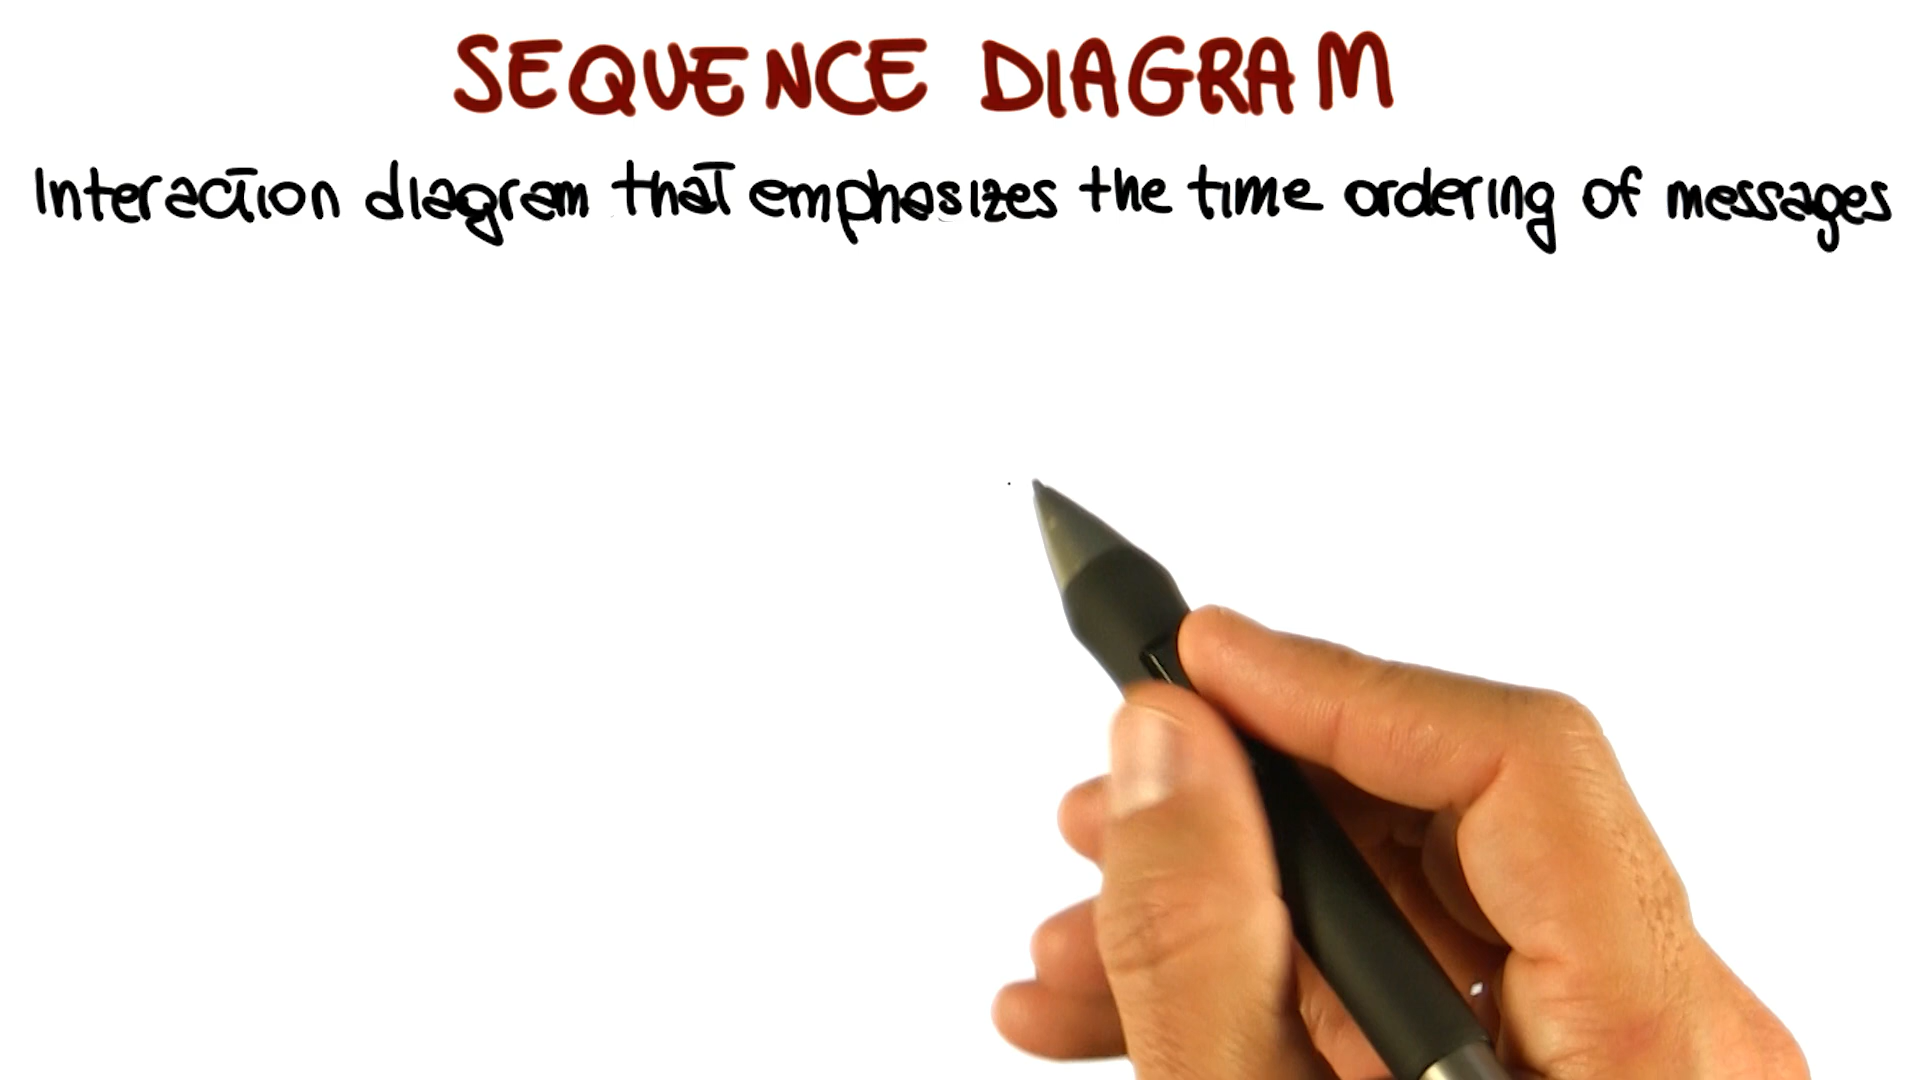 SEQUENCE DIAGRAM
Interaction diagram that emphasizes the time ordering of messages